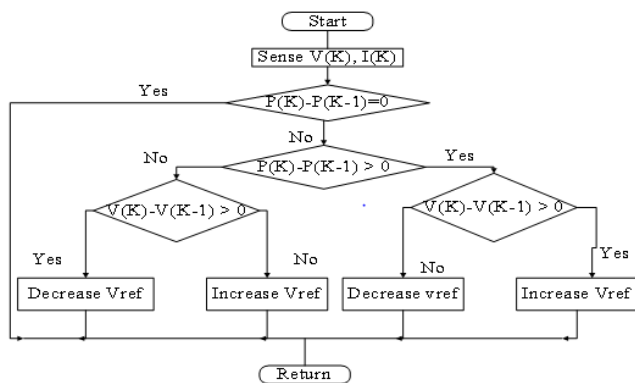 Start
Sense V(K), I(K)
Yes
P(K)-P(K-1)=0
No
No
P(K)-P(K-1) > 0
Yes
V(K)-V(K-1) > 0
V(K)-V(K-1) > 0
Yes
No
No
Yes
Decrease Vref
Increase Vref
Decrease vref
Increase Vref
Return